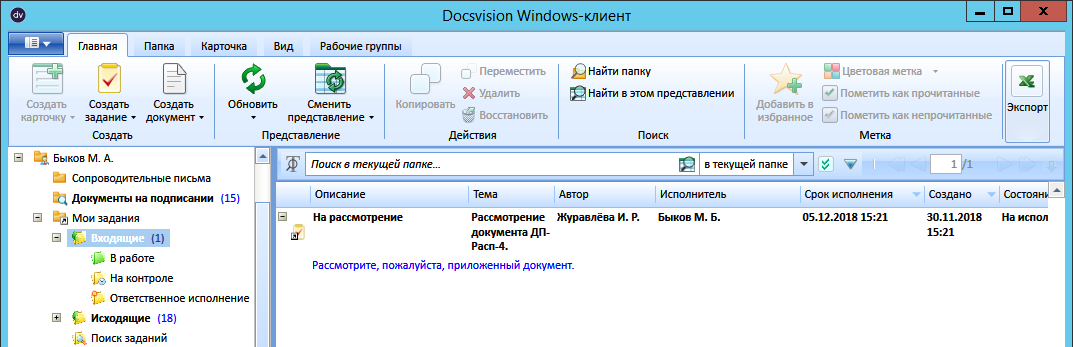 dv Docsvision Windows-клиент
Главная Папка Карточка Вид Рабочие группы
Создать карточку Создать задание Создать документ Обновить Сменить представление Копировать Переместить Удалить Восстановить Найти папку Найти в этом представлении Добавить в избранное Цветовая метка Пометить как прочитанные Пометить как непрочитанные Экспорт
Создать Представление Действия Поиск Метка
Быков М. А.
Сопроводительные письма
Документы на подписании (15)
Мои задания
Входящие (1)
В работе
На контроле
Ответственное исполнение
Исходящие (18)
Поиск заданий
Поиск в текущей папке... в текущей папке 1 /1
Описание Тема Автор Исполнитель Срок исполнения Создано Состояни
На рассмотрение Рассмотрение Журавлёва И. Р. Быков М. Б. 05.12.2018 15:21 30.11.2018 На испол
документа ДП- 15:21
Расп-4.
Рассмотрите, пожалуйста, приложенный документ.